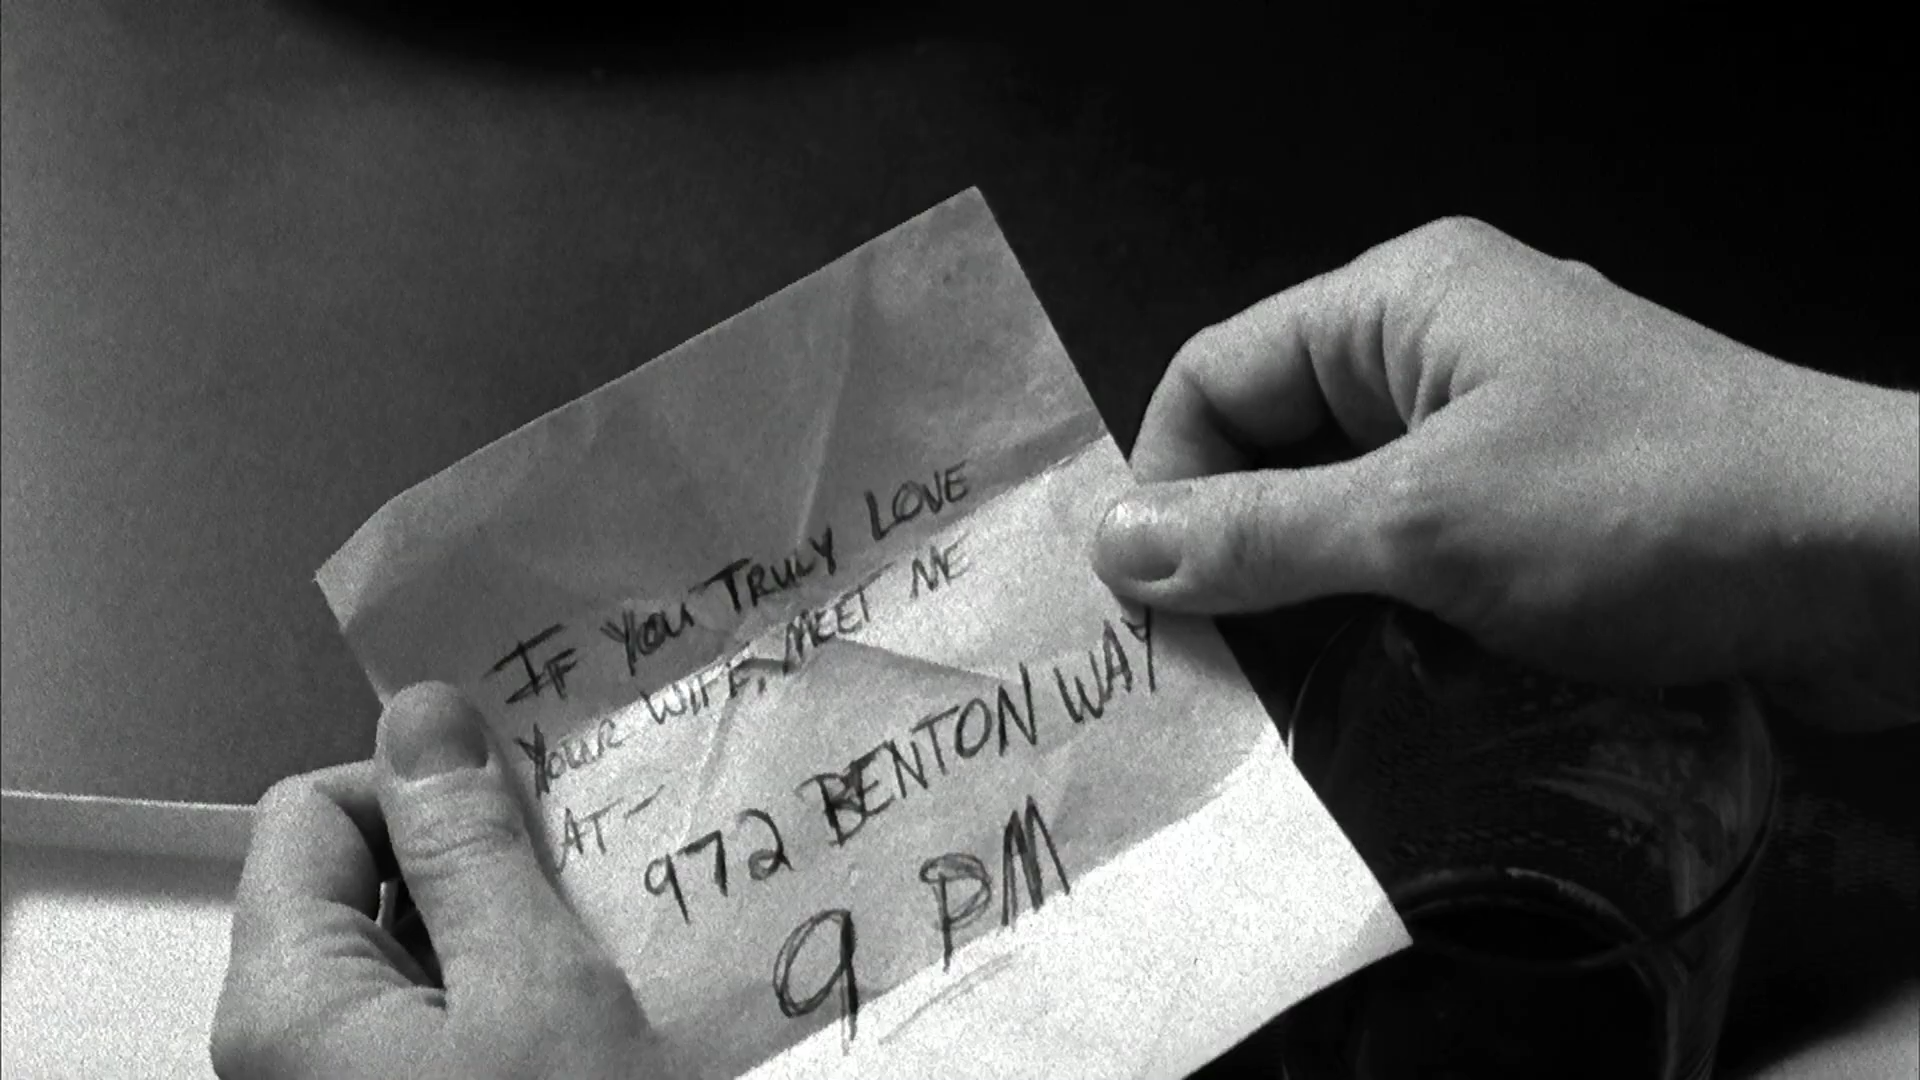 IF YOU TRULY LOVE
YOUR WIFE, MEET ME
AT-
972 BENTON WAY
9 PM